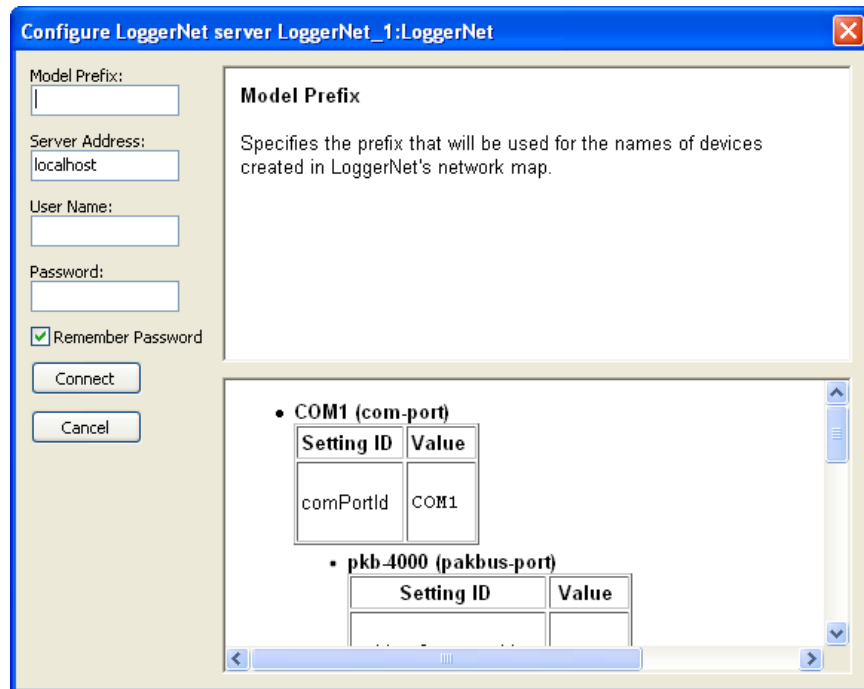 Configure LoggerNet server LoggerNet_1:LoggerNet
Model Prefix:
Server Address:
localhost
User Name:
Password:
Remember Password
Connect
Cancel
Model Prefix
Specifies the prefix that will be used for the names of devices
created in LoggerNet's network map.
COM1 (com-port)
Setting ID Value
comPortId COM1
pkb-4000 (pakbus-port)
Setting ID Value